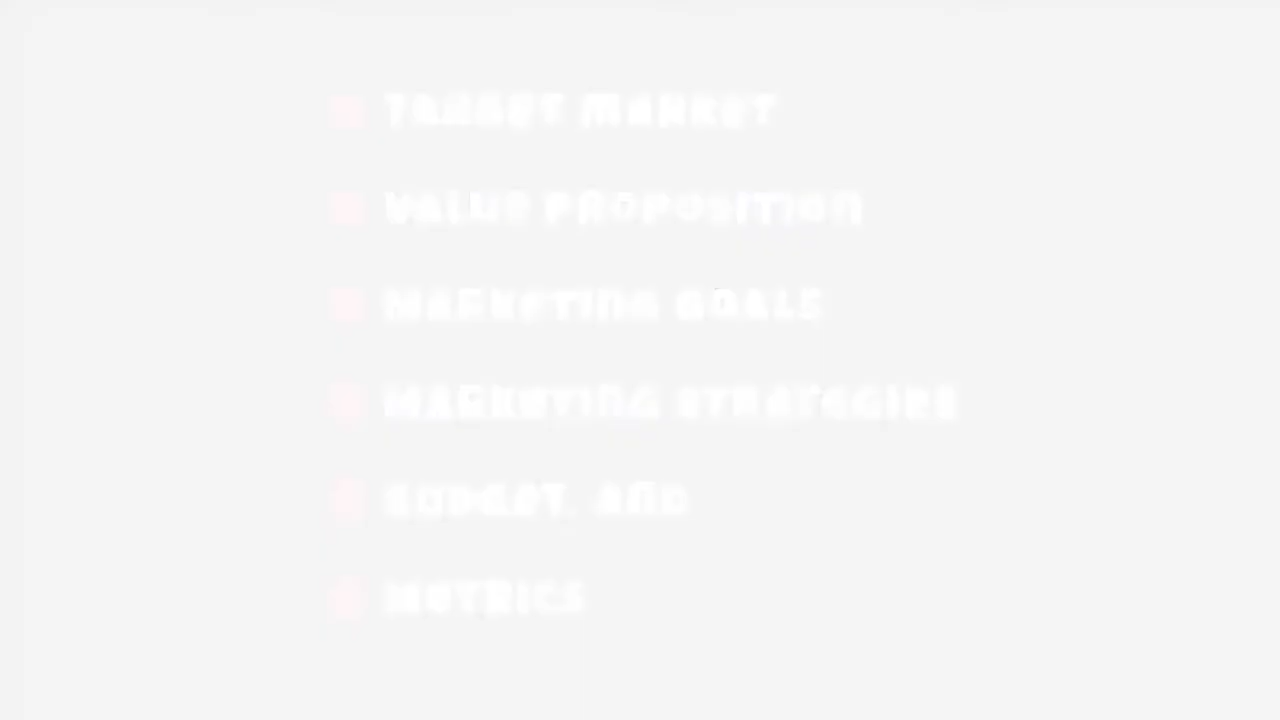 TARGET MARKET
VALUE PROPOSITION
MARKETING GOALS
MARKETING STRATEGIES
BUDGET, AND
METRICS